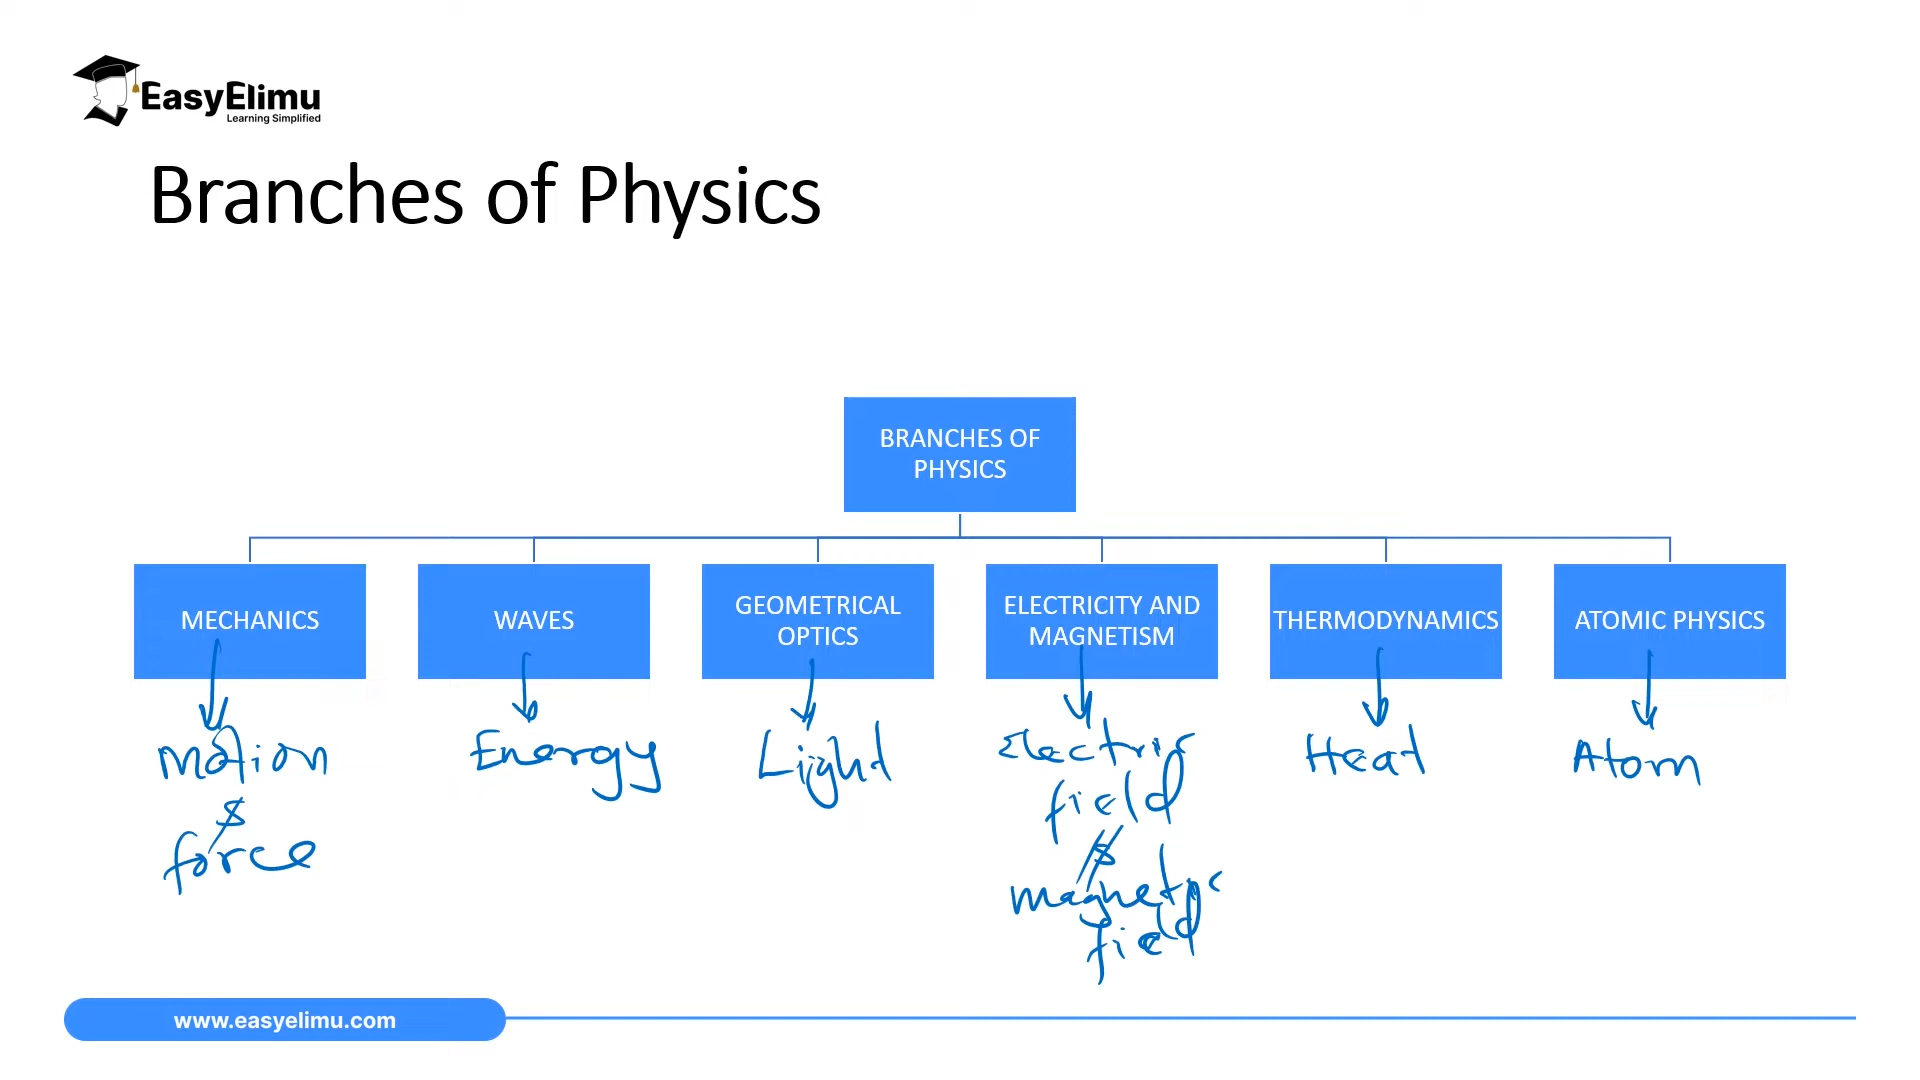 EasyElimu
Learning Simplified
Branches of Physics
BRANCHES OF
PHYSICS
MECHANICS
WAVES
GEOMETRICAL
OPTICS
ELECTRICITY AND
MAGNETISM
THERMODYNAMICS
ATOMIC PHYSICS
Motion
$
force
Energy
Light
Electric
field
$
magnetic
field
Heat
Atom
www.easyelimu.com